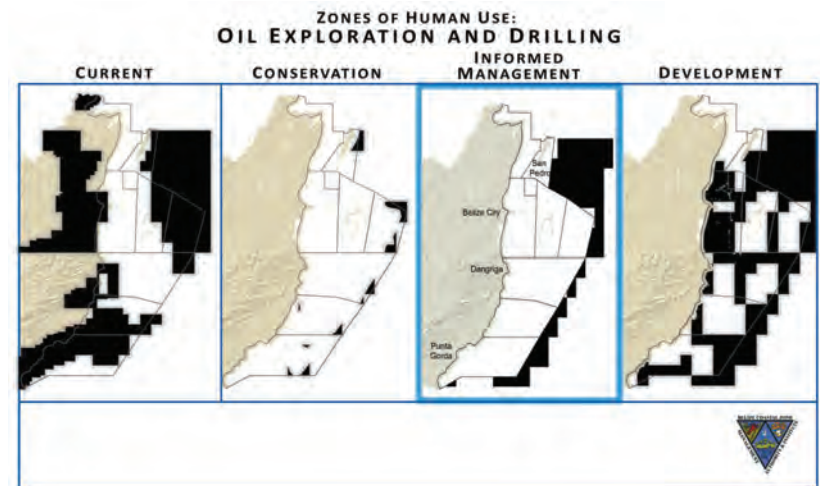 ZONES OF HUMAN USE:
OIL EXPLORATION AND DRILLING
CURRENT
CONSERVATION
INFORMED
MANAGEMENT
DEVELOPMENT
San
Pedro
Belize City
Dangriga
Punta
Gorda